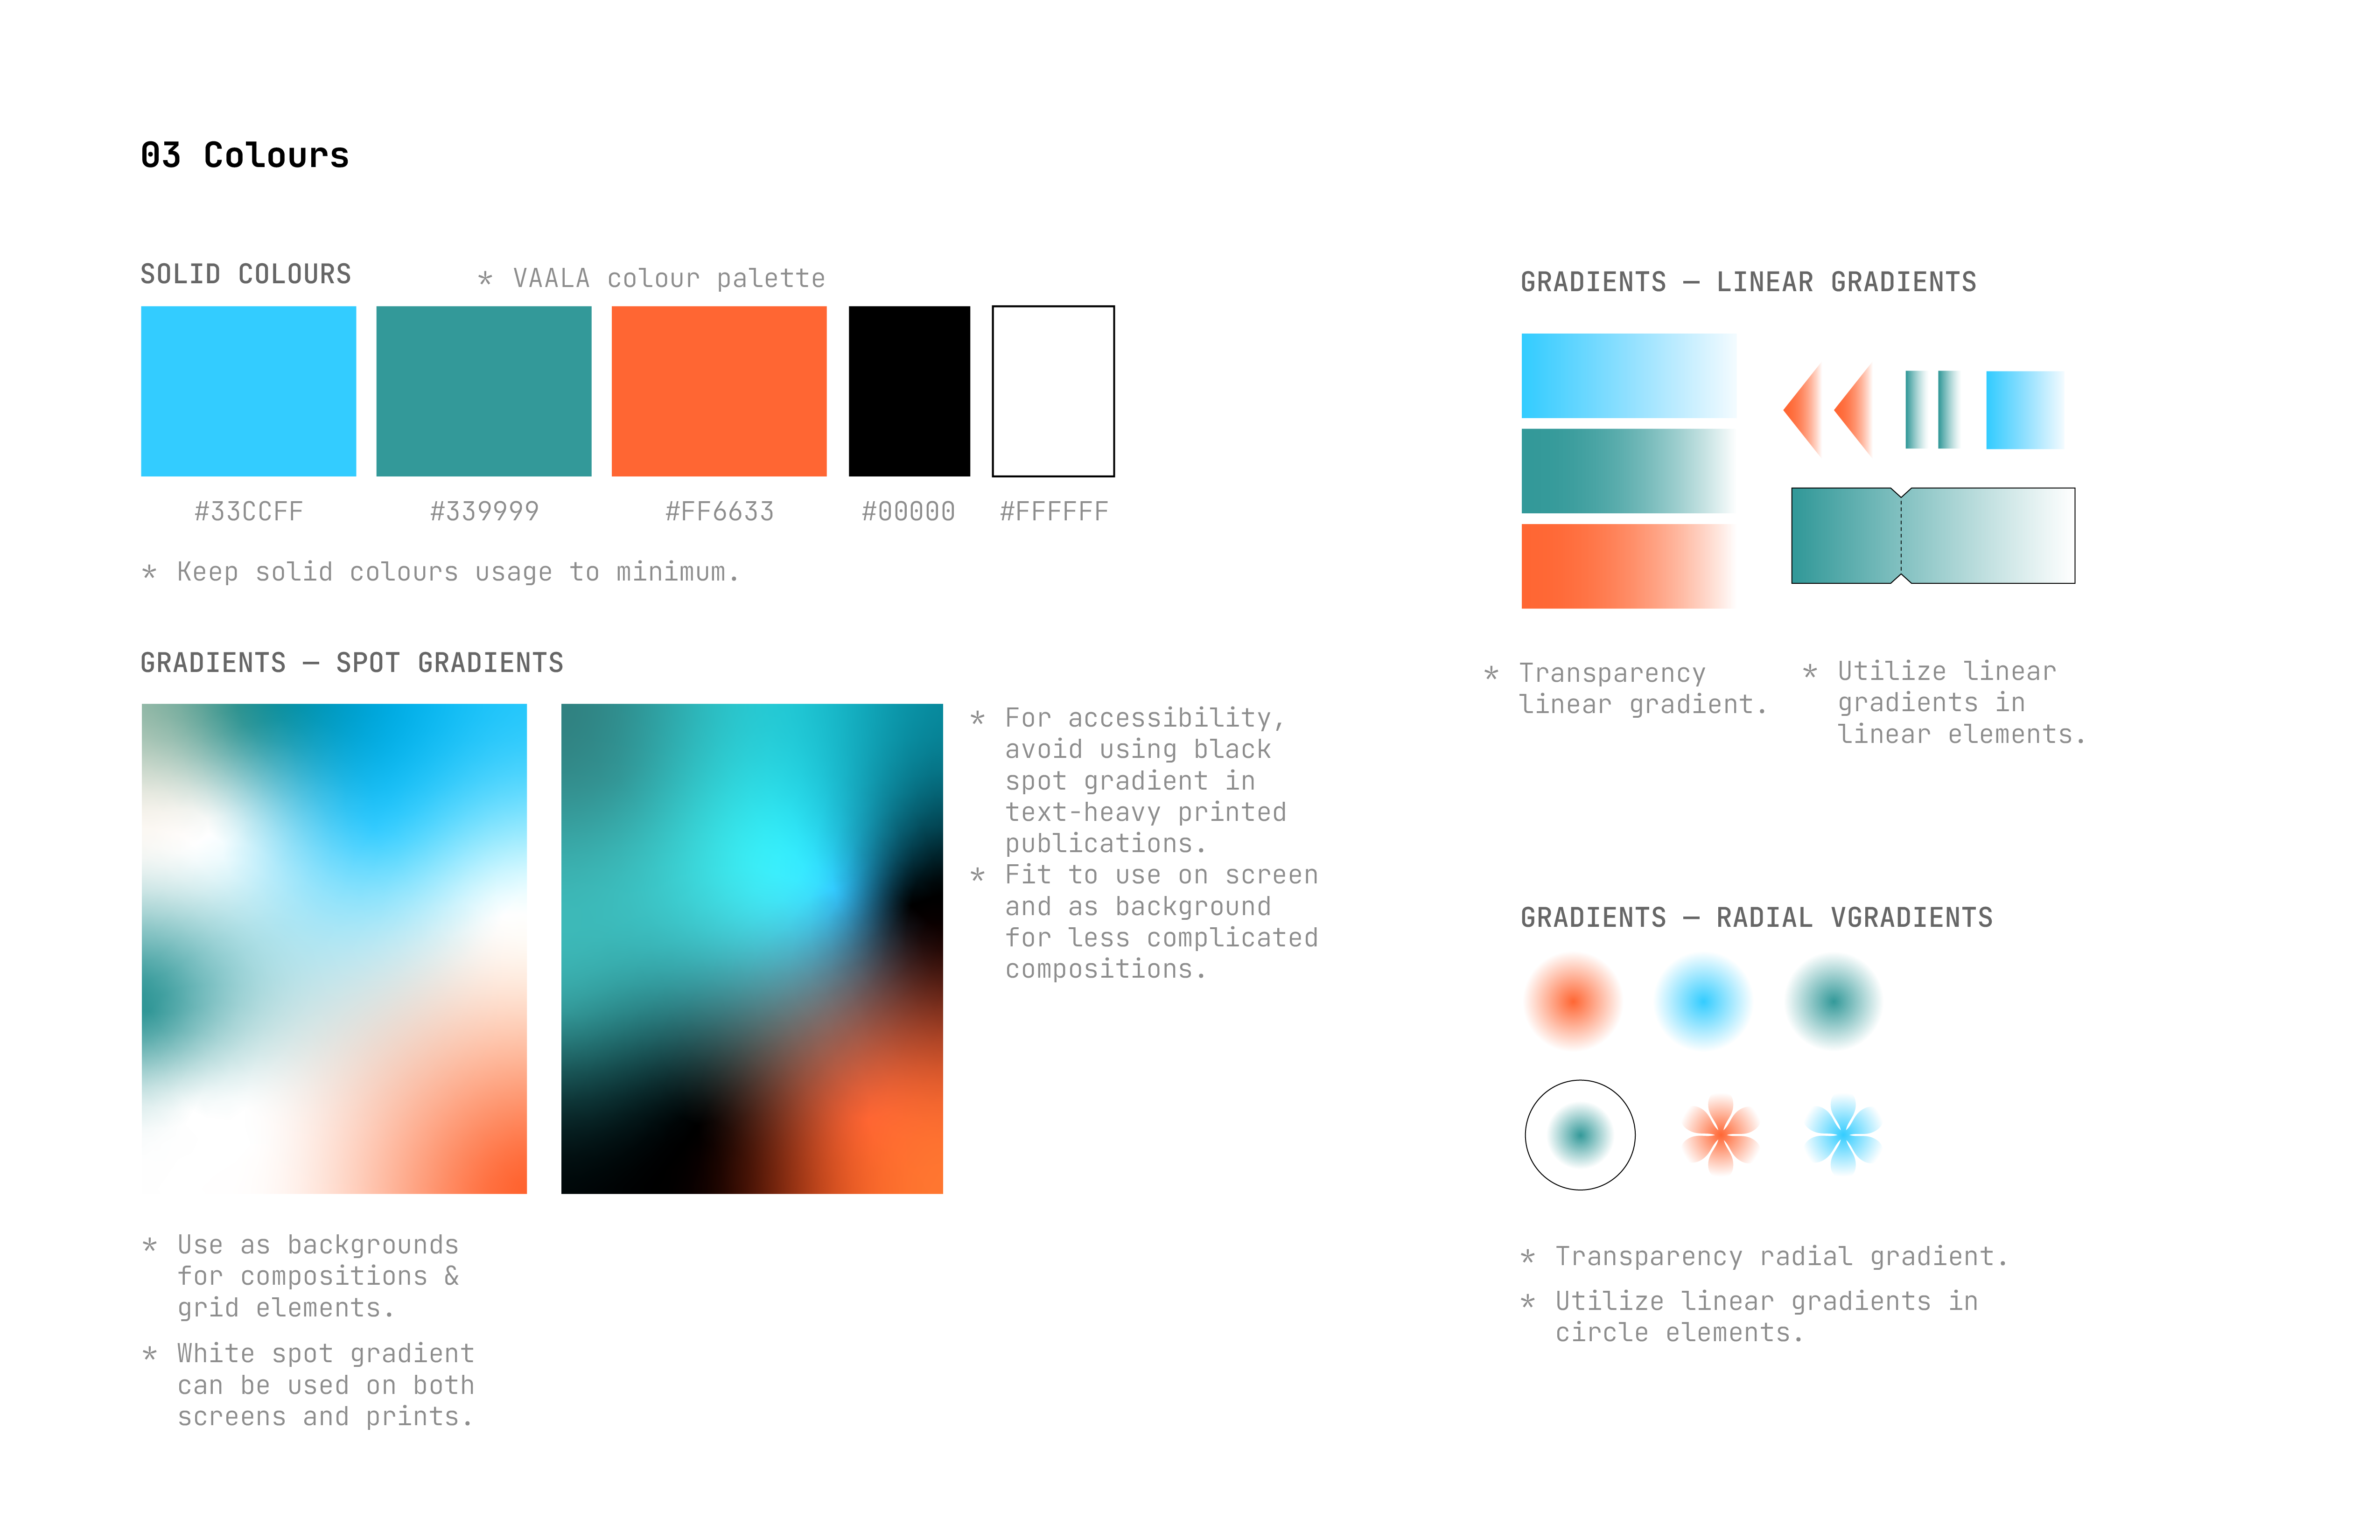 03 Colours
SOLID COLOURS
* VAALA colour palette
#33CCFF
#339999
#FF6633
#00000
#FFFFFF
* Keep solid colours usage to minimum.
GRADIENTS — SPOT GRADIENTS
* For accessibility,
avoid using black
spot gradient in
text-heavy printed
publications.
* Fit to use on screen
and as background
for less complicated
compositions.
* Use as backgrounds
for compositions &
grid elements.
* White spot gradient
can be used on both
screens and prints.
GRADIENTS — LINEAR GRADIENTS
* Transparency
linear gradient.
* Utilize linear
gradients in
linear elements.
GRADIENTS — RADIAL VGRADIENTS
* Transparency radial gradient.
* Utilize linear gradients in
circle elements.